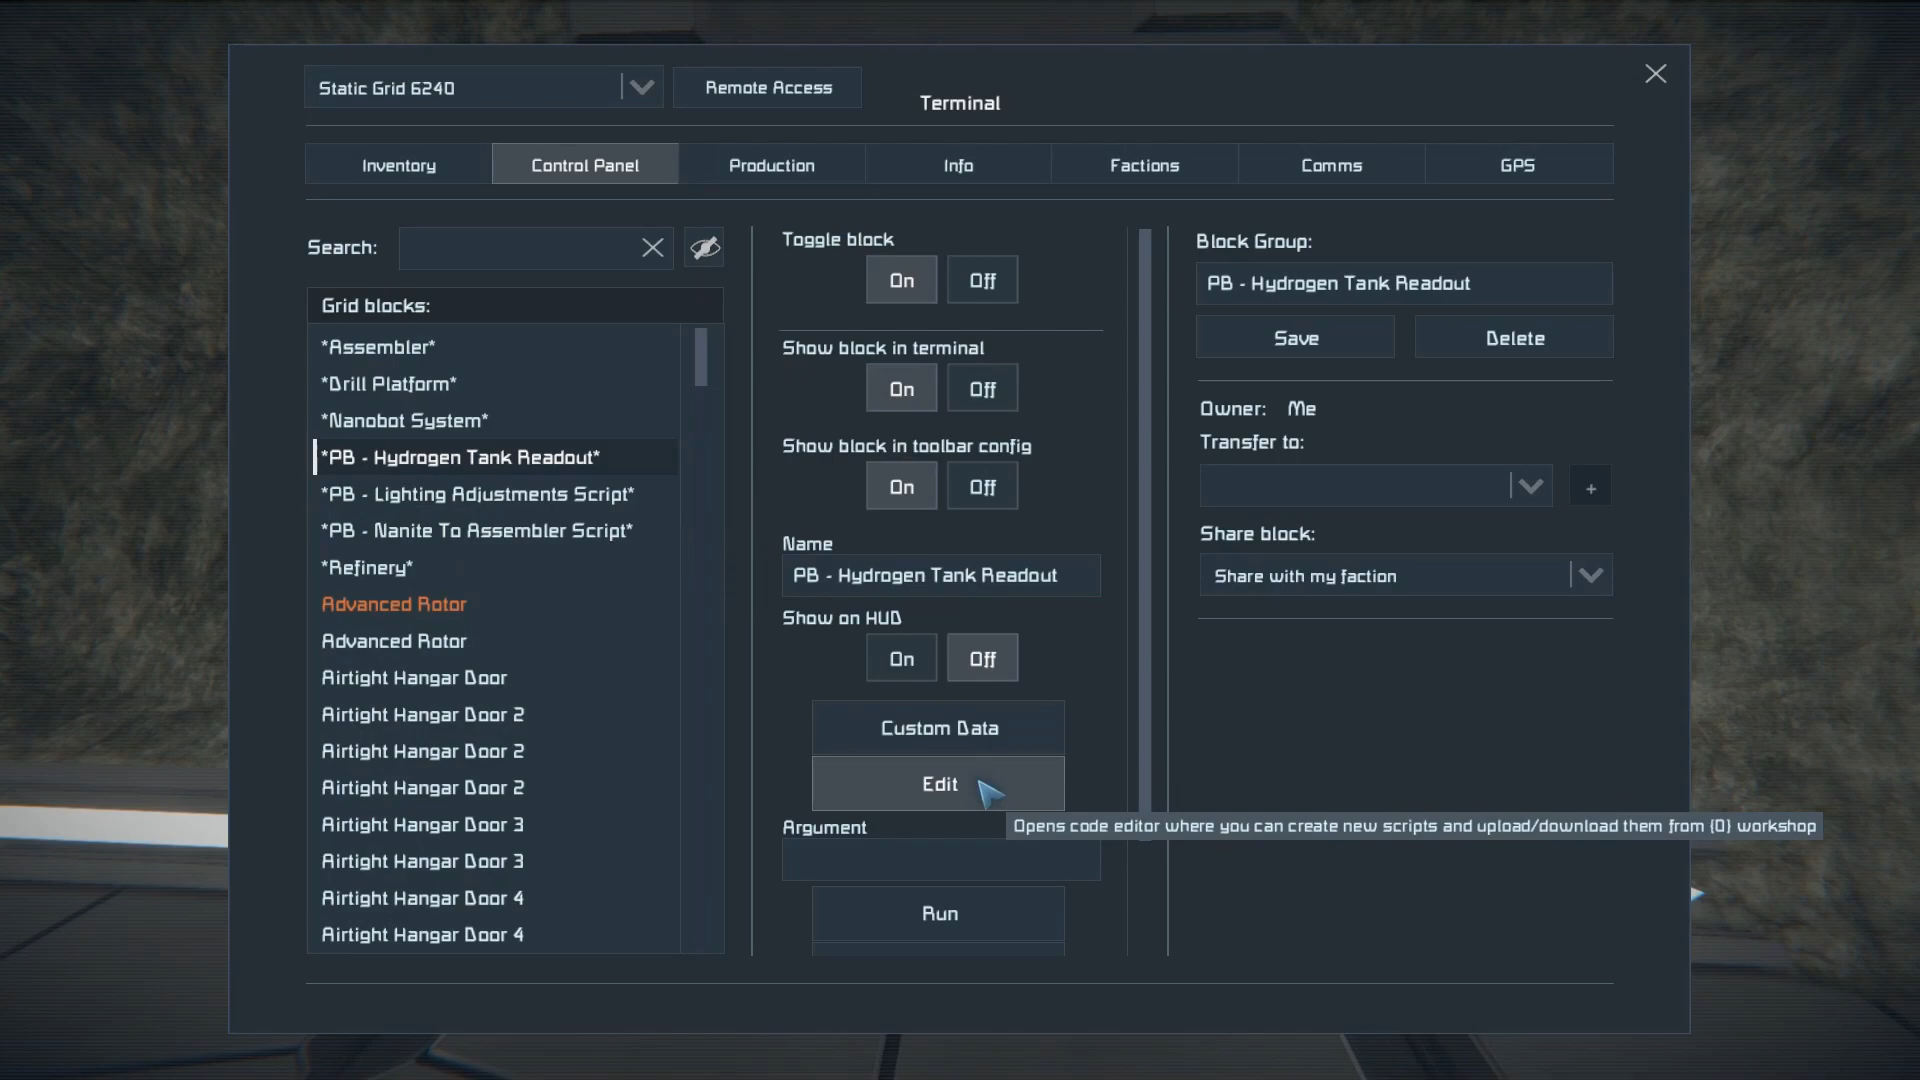 Static Grid 6240
Remote Access
Terminal
Inventory
Control Panel
Production
Info
Factions
Comms
GPS
Search:
Grid blocks:
*Assembler*
*Drill Platform*
*Nanobot System*
*PB - Hydrogen Tank Readout*
*PB - Lighting Adjustments Script*
*PB - Nanite To Assembler Script*
*Refinery*
Advanced Rotor
Advanced Rotor
Airtight Hangar Door
Airtight Hangar Door 2
Airtight Hangar Door 2
Airtight Hangar Door 2
Airtight Hangar Door 3
Airtight Hangar Door 3
Airtight Hangar Door 4
Airtight Hangar Door 4
Toggle block
On
Off
Show block in terminal
On
Off
Show block in toolbar config
On
Off
Name
PB - Hydrogen Tank Readout
Show on HUD
On
Off
Custom Data
Edit
Argument
Opens code editor where you can create new scripts and upload/download them from {0} workshop
Run
Block Group:
PB - Hydrogen Tank Readout
Save
Delete
Owner: Me
Transfer to:
+
Share block:
Share with my faction